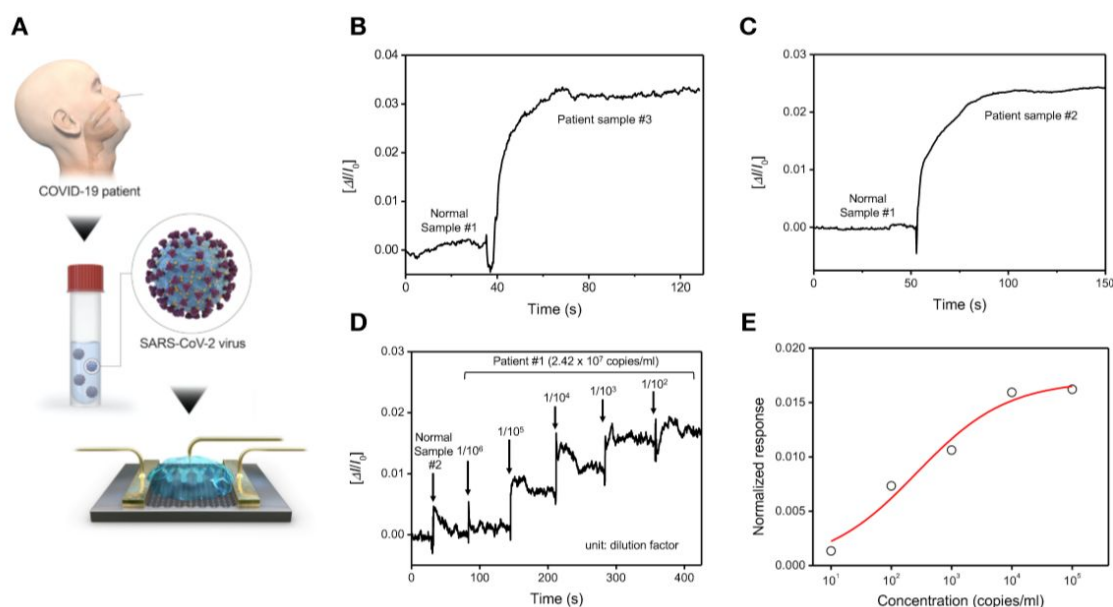 A
COVID-19 patient
SARS-CoV-2 virus
B
0.04
0.03
0.02
0.01
0.00
[ΔI/I₀]
Normal
Sample #1
Patient sample #3
0
40
80
120
Time (s)
C
0.03
0.02
0.01
0.00
[ΔI/I₀]
Normal
Sample #1
Patient sample #2
0
50
100
150
Time (s)
D
0.03
0.02
0.01
0.00
[ΔI/I₀]
Patient #1 (2.42 x 10⁷ copies/ml)
Normal
Sample
#2
1/10⁶
1/10⁵
1/10⁴
1/10³
1/10²
unit: dilution factor
0
100
200
300
400
Time (s)
E
0.020
0.015
0.010
0.005
0.000
Normalized response
10¹
10²
10³
10⁴
10⁵
Concentration (copies/ml)